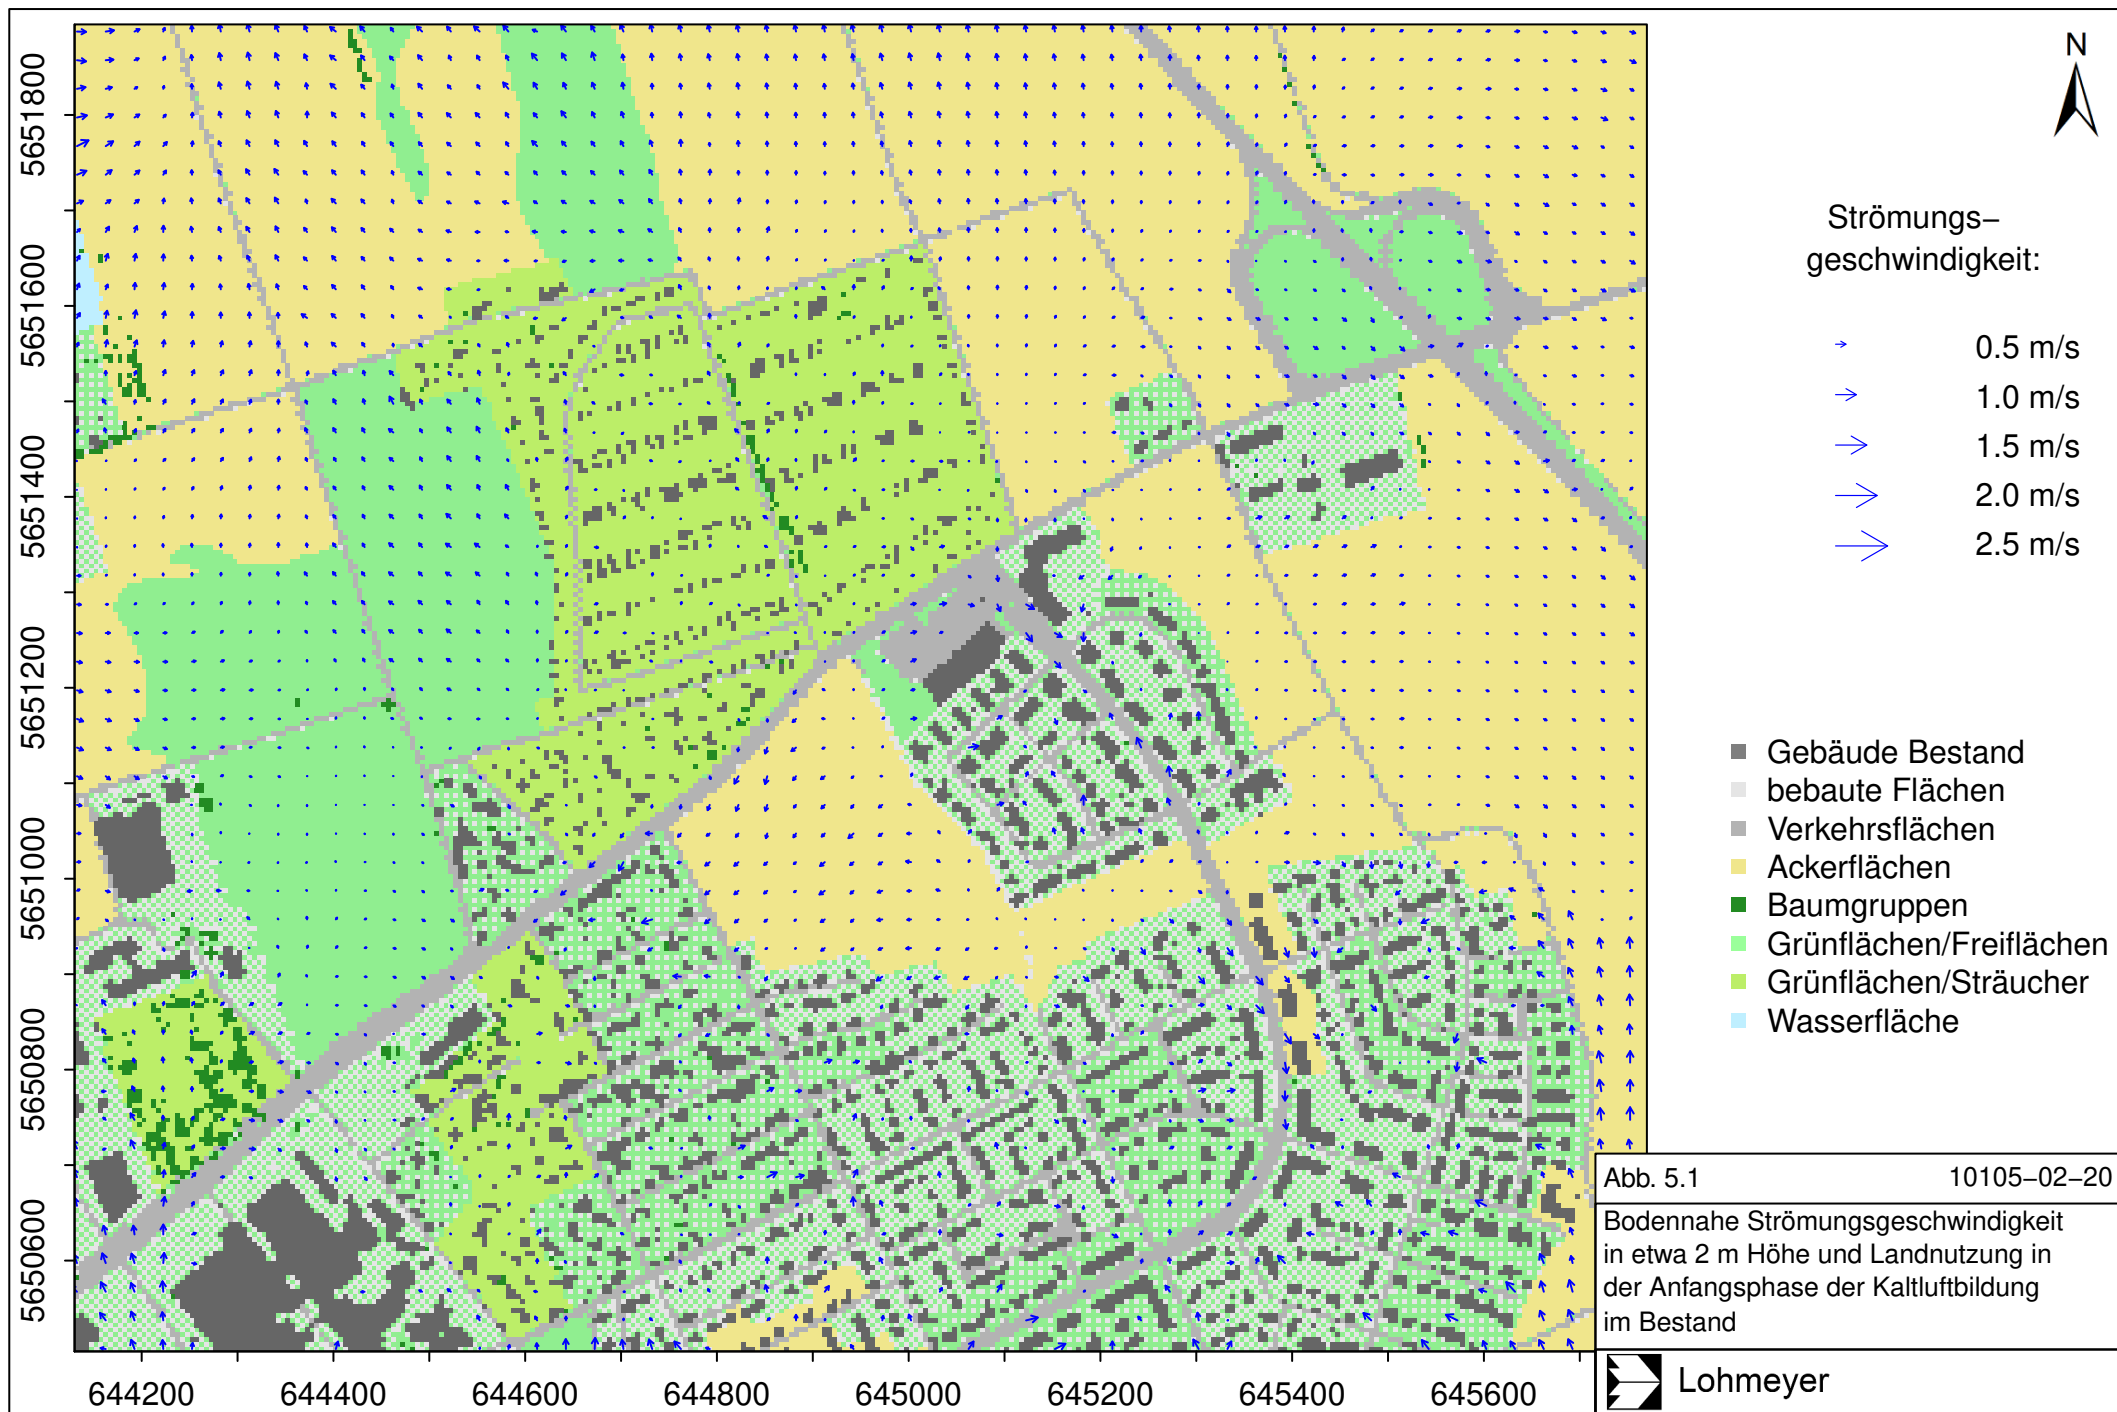 N
Strömungs–
geschwindigkeit:
0.5 m/s
1.0 m/s
1.5 m/s
2.0 m/s
2.5 m/s
Gebäude Bestand
bebaute Flächen
Verkehrsflächen
Ackerflächen
Baumgruppen
Grünflächen/Freiflächen
Grünflächen/Sträucher
Wasserfläche
5651800
5651600
5651400
5651200
5651000
5650800
5650600
644200 644400 644600 644800 645000 645200 645400 645600
Abb. 5.1 10105–02–20
Bodennahe Strömungsgeschwindigkeit
in etwa 2 m Höhe und Landnutzung in
der Anfangsphase der Kaltluftbildung
im Bestand
Lohmeyer